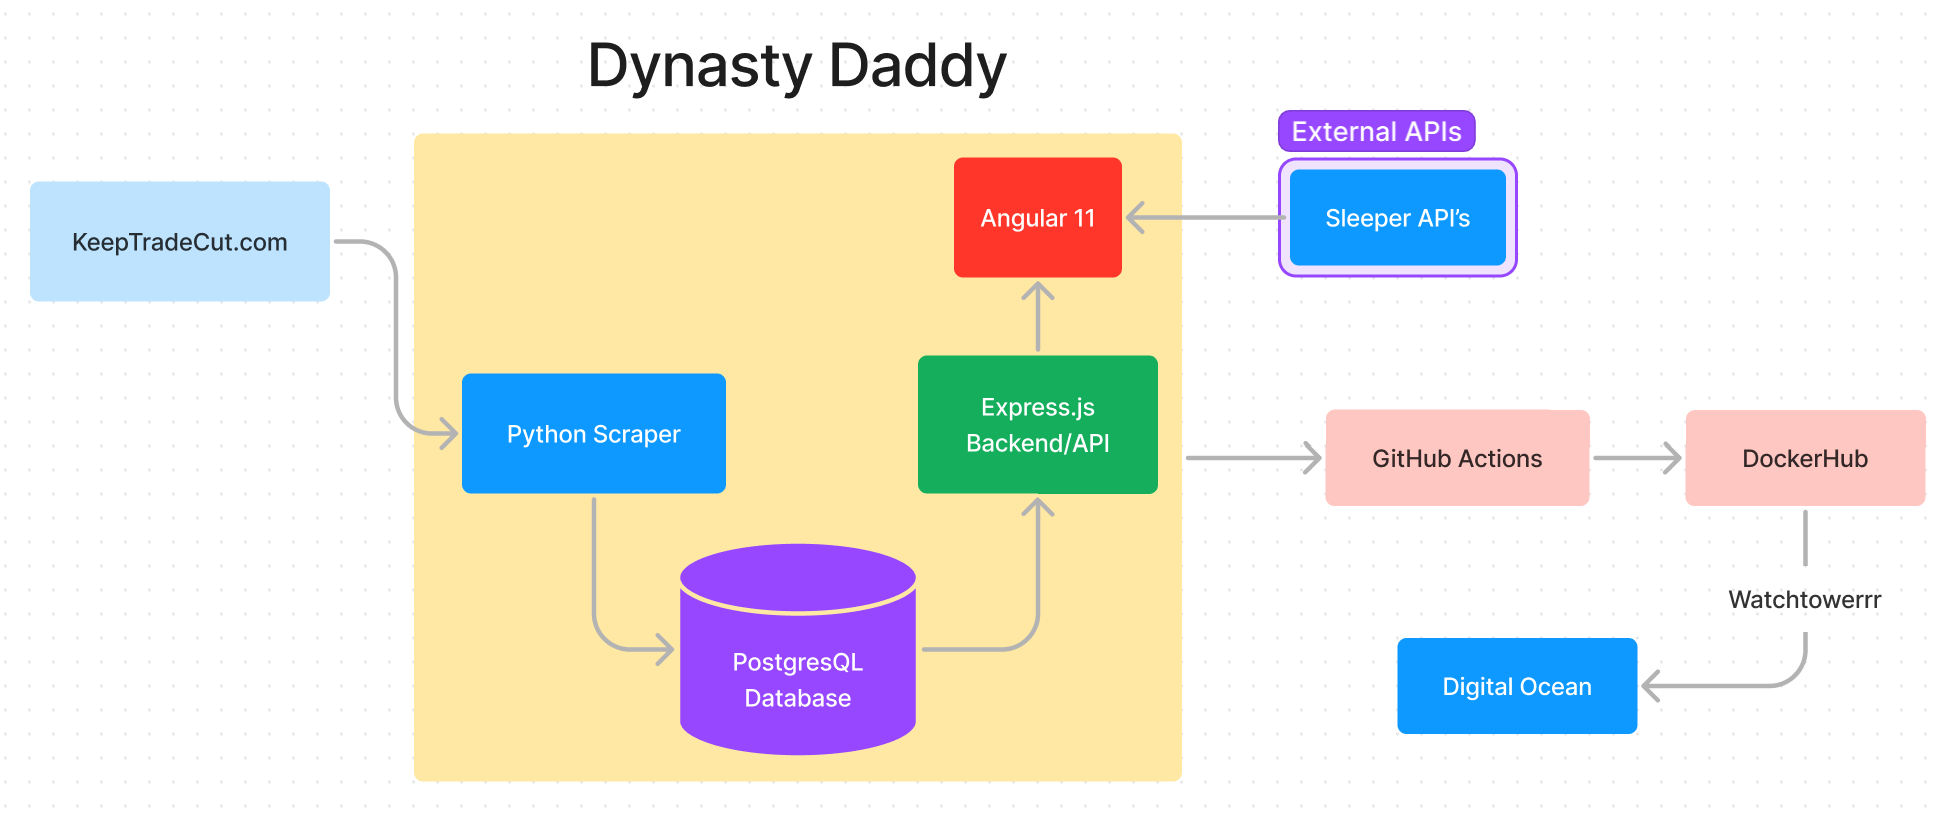 Dynasty Daddy
External APIs
KeepTradeCut.com
Angular 11
Sleeper API's
Python Scraper
Express.js
Backend/API
GitHub Actions
DockerHub
Watchtowerrr
PostgresQL
Database
Digital Ocean